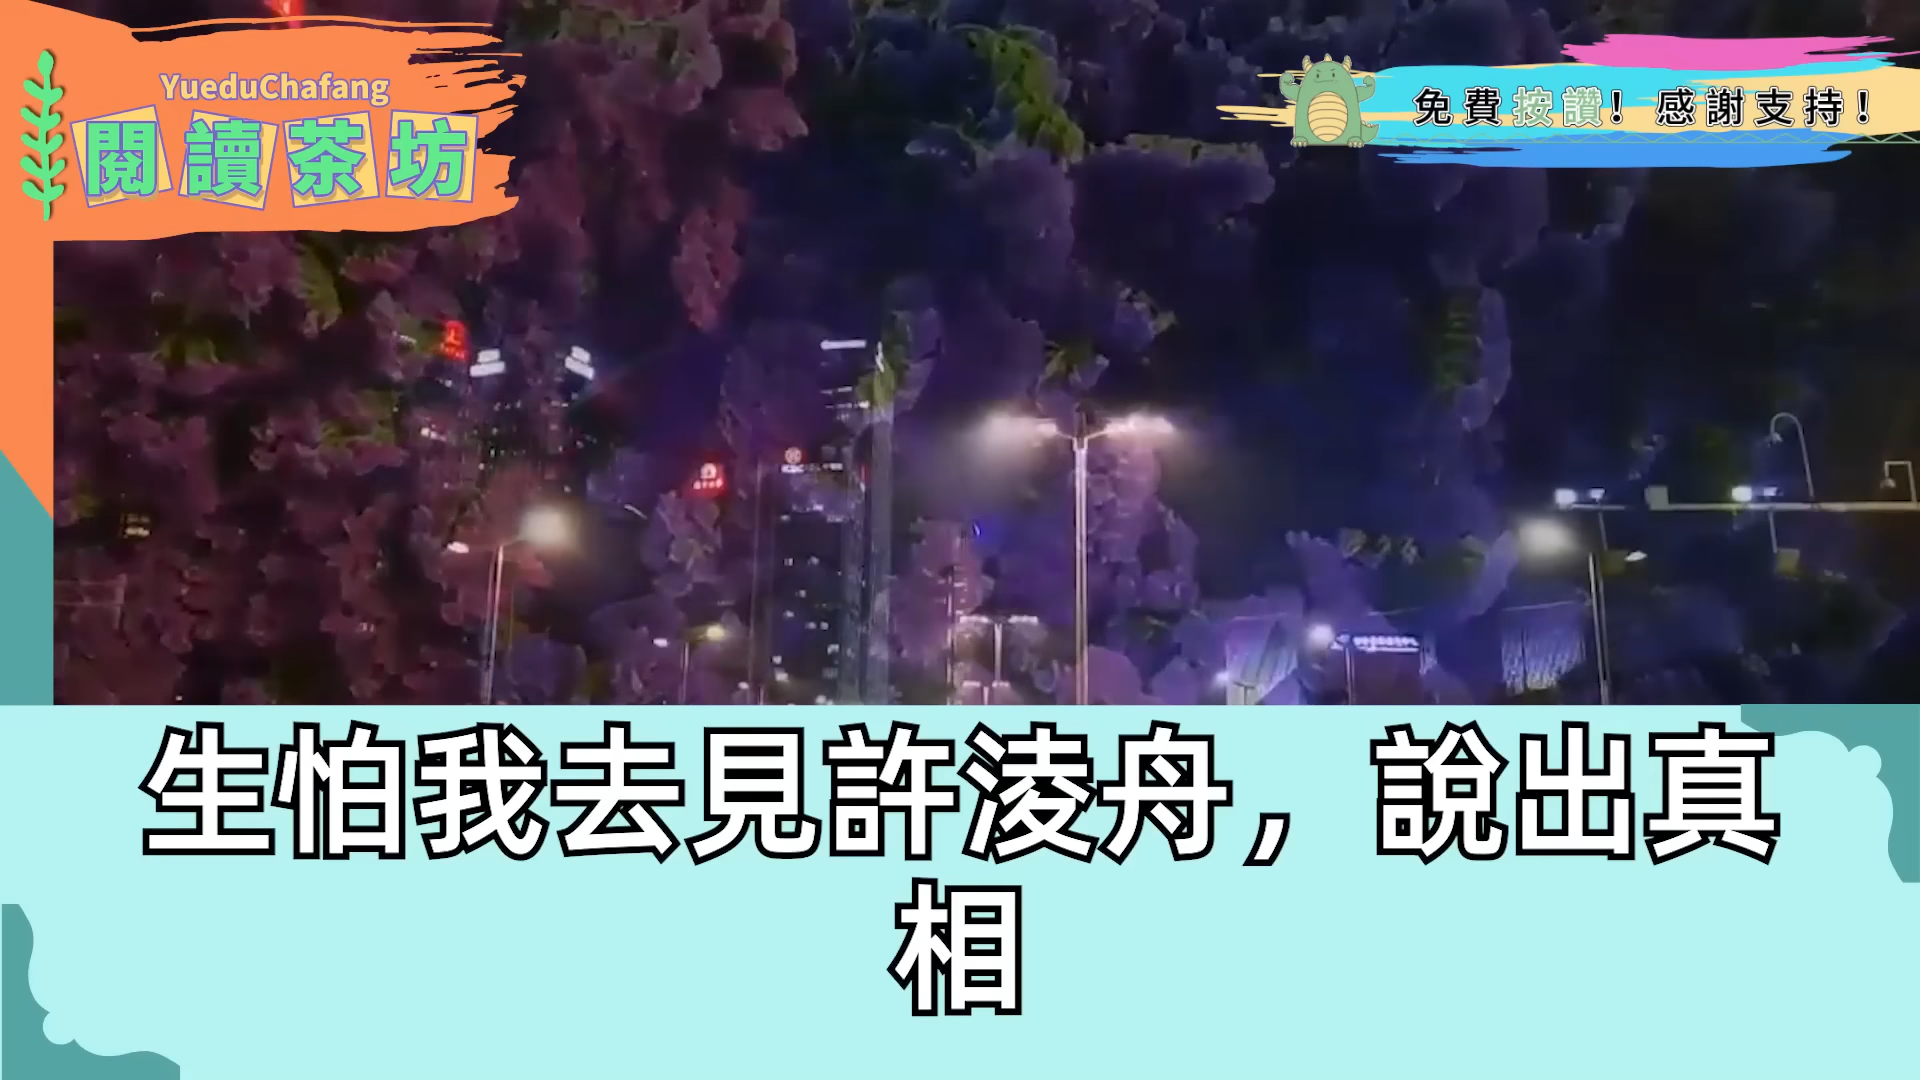 YueduChafang
閱讀茶坊
免費按讚！感謝支持！
生怕我去見許淩舟，說出真
相